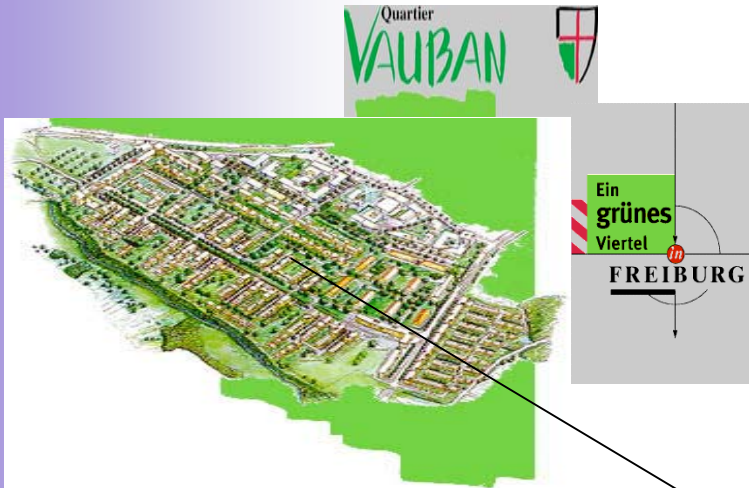 Quartier
VAUBAN
Ein
grünes
Viertel
in
FREIBURG